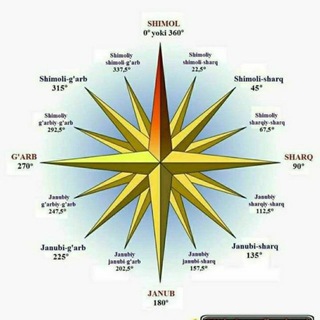 SHIMOL
0° yoki 360°
Shimoliy
shimoli-g'arb
337,5°
Shimoliy
shimoli-sharq
22,5°
Shimoli-g'arb
315°
Shimoli-sharq
45°
Shimoliy
g'arbiy-g'arb
292,5°
Shimoliy
sharqiy-sharq
67,5°
G'ARB
270°
SHARQ
90°
Janubiy
g'arbiy-g'arb
247,5°
Janubiy
sharqiy-sharq
112,5°
Janubi-g'arb
225°
Janubi-sharq
135°
Janubiy
janubi-g'arb
202,5°
Janubiy
janubi-sharq
157,5°
JANUB
180°